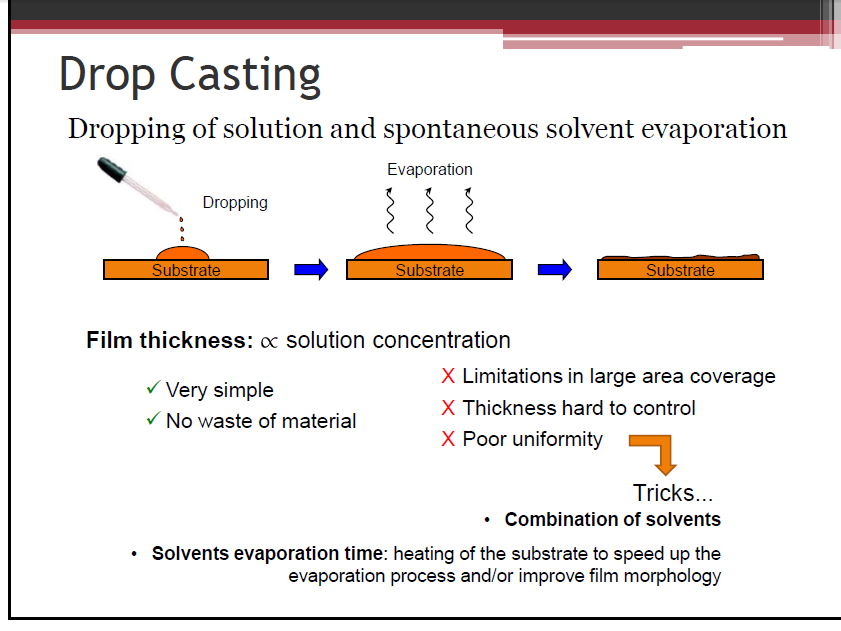 Drop Casting
Dropping of solution and spontaneous solvent evaporation
Evaporation
Dropping
Substrate
Substrate
Substrate
Film thickness: ∝ solution concentration
✓ Very simple
✓ No waste of material
X Limitations in large area coverage
X Thickness hard to control
X Poor uniformity
Tricks...
• Combination of solvents
• Solvents evaporation time: heating of the substrate to speed up the
evaporation process and/or improve film morphology